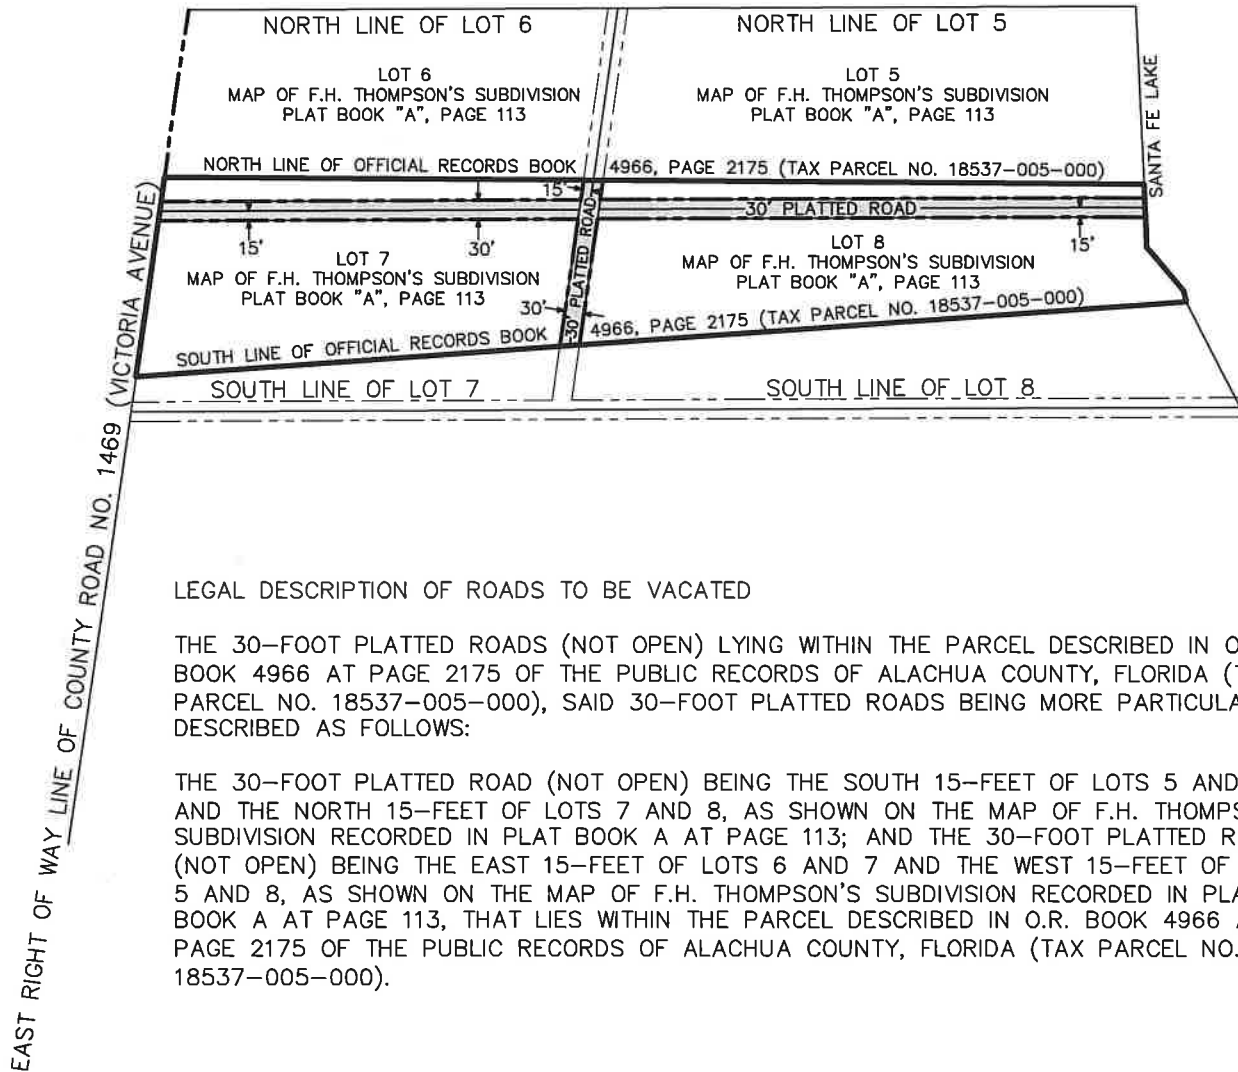 NORTH LINE OF LOT 6
NORTH LINE OF LOT 5
LOT 6
MAP OF F.H. THOMPSON'S SUBDIVISION
PLAT BOOK "A", PAGE 113
LOT 5
MAP OF F.H. THOMPSON'S SUBDIVISION
PLAT BOOK "A", PAGE 113
SANTA FE LAKE
NORTH LINE OF OFFICIAL RECORDS BOOK 4966, PAGE 2175 (TAX PARCEL NO. 18537-005-000)
15'
30' PLATTED ROAD
15'
30'
15'
30' PLATTED ROAD
LOT 7
MAP OF F.H. THOMPSON'S SUBDIVISION
PLAT BOOK "A", PAGE 113
LOT 8
MAP OF F.H. THOMPSON'S SUBDIVISION
PLAT BOOK "A", PAGE 113
30'
SOUTH LINE OF OFFICIAL RECORDS BOOK 4966, PAGE 2175 (TAX PARCEL NO. 18537-005-000)
SOUTH LINE OF LOT 7
SOUTH LINE OF LOT 8
EAST RIGHT OF WAY LINE OF COUNTY ROAD NO. 1469 (VICTORIA AVENUE)
LEGAL DESCRIPTION OF ROADS TO BE VACATED
THE 30-FOOT PLATTED ROADS (NOT OPEN) LYING WITHIN THE PARCEL DESCRIBED IN O
BOOK 4966 AT PAGE 2175 OF THE PUBLIC RECORDS OF ALACHUA COUNTY, FLORIDA (T
PARCEL NO. 18537-005-000), SAID 30-FOOT PLATTED ROADS BEING MORE PARTICULA
DESCRIBED AS FOLLOWS:
THE 30-FOOT PLATTED ROAD (NOT OPEN) BEING THE SOUTH 15-FEET OF LOTS 5 AND
AND THE NORTH 15-FEET OF LOTS 7 AND 8, AS SHOWN ON THE MAP OF F.H. THOMPS
SUBDIVISION RECORDED IN PLAT BOOK A AT PAGE 113; AND THE 30-FOOT PLATTED R
(NOT OPEN) BEING THE EAST 15-FEET OF LOTS 6 AND 7 AND THE WEST 15-FEET OF
5 AND 8, AS SHOWN ON THE MAP OF F.H. THOMPSON'S SUBDIVISION RECORDED IN PLA
BOOK A AT PAGE 113, THAT LIES WITHIN THE PARCEL DESCRIBED IN O.R. BOOK 4966
PAGE 2175 OF THE PUBLIC RECORDS OF ALACHUA COUNTY, FLORIDA (TAX PARCEL NO.
18537-005-000).